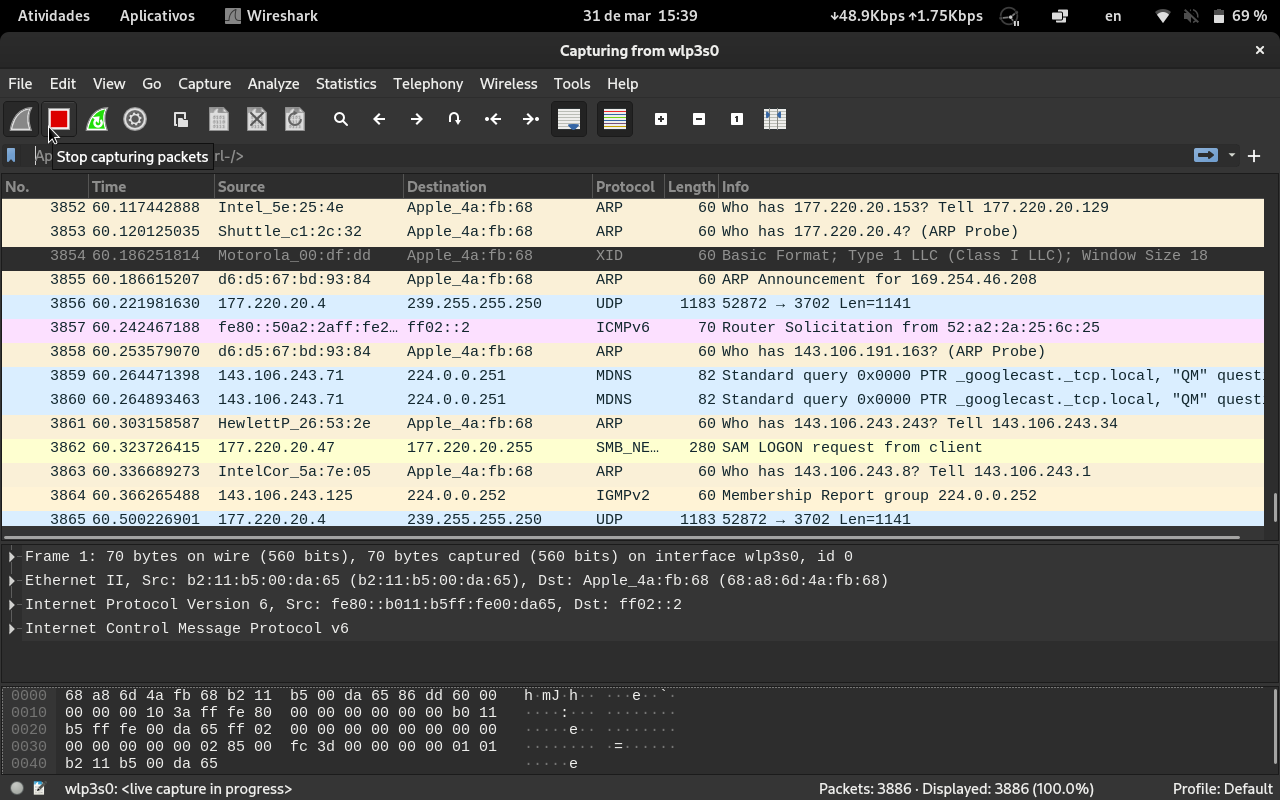 Atividades Aplicativos Wireshark 31 de mar 15:39 ↓48.9Kbps ↑1.75Kbps en 69 %
Capturing from wlp3s0 ×
File Edit View Go Capture Analyze Statistics Telephony Wireless Tools Help
Ap Stop capturing packets rl-/>
No. Time Source Destination Protocol Length Info
3852 60.117442888 Intel_5e:25:4e Apple_4a:fb:68 ARP 60 Who has 177.220.20.153? Tell 177.220.20.129
3853 60.120125035 Shuttle_c1:2c:32 Apple_4a:fb:68 ARP 60 Who has 177.220.20.4? (ARP Probe)
3854 60.186251814 Motorola_00:df:dd Apple_4a:fb:68 XID 60 Basic Format; Type 1 LLC (Class I LLC); Window Size 18
3855 60.186615207 d6:d5:67:bd:93:84 Apple_4a:fb:68 ARP 60 ARP Announcement for 169.254.46.208
3856 60.221981630 177.220.20.4 239.255.255.250 UDP 1183 52872 → 3702 Len=1141
3857 60.242467188 fe80::50a2:2aff:fe2… ff02::2 ICMPv6 70 Router Solicitation from 52:a2:2a:25:6c:25
3858 60.253579070 d6:d5:67:bd:93:84 Apple_4a:fb:68 ARP 60 Who has 143.106.191.163? (ARP Probe)
3859 60.264471398 143.106.243.71 224.0.0.251 MDNS 82 Standard query 0x0000 PTR _googlecast._tcp.local, "QM" questi
3860 60.264893463 143.106.243.71 224.0.0.251 MDNS 82 Standard query 0x0000 PTR _googlecast._tcp.local, "QM" questi
3861 60.303158587 HewlettP_26:53:2e Apple_4a:fb:68 ARP 60 Who has 143.106.243.243? Tell 143.106.243.34
3862 60.323726415 177.220.20.47 177.220.20.255 SMB_NE… 280 SAM LOGON request from client
3863 60.336689273 IntelCor_5a:7e:05 Apple_4a:fb:68 ARP 60 Who has 143.106.243.8? Tell 143.106.243.1
3864 60.366265488 143.106.243.125 224.0.0.252 IGMPv2 60 Membership Report group 224.0.0.252
3865 60.500226901 177.220.20.4 239.255.255.250 UDP 1183 52872 → 3702 Len=1141
Frame 1: 70 bytes on wire (560 bits), 70 bytes captured (560 bits) on interface wlp3s0, id 0
Ethernet II, Src: b2:11:b5:00:da:65 (b2:11:b5:00:da:65), Dst: Apple_4a:fb:68 (68:a8:6d:4a:fb:68)
Internet Protocol Version 6, Src: fe80::b011:b5ff:fe00:da65, Dst: ff02::2
Internet Control Message Protocol v6
0000 68 a8 6d 4a fb 68 b2 11 b5 00 da 65 86 dd 60 00 h·mJ·h·· ···e··`·
0010 00 00 00 10 3a ff fe 80 00 00 00 00 00 00 b0 11 ····:··· ········
0020 b5 ff fe 00 da 65 ff 02 00 00 00 00 00 00 00 00 ·····e·· ········
0030 00 00 00 00 00 02 85 00 fc 3d 00 00 00 00 01 01 ········ ·=······
0040 b2 11 b5 00 da 65 ·····e
wlp3s0: <live capture in progress> Packets: 3886 · Displayed: 3886 (100.0%) Profile: Default